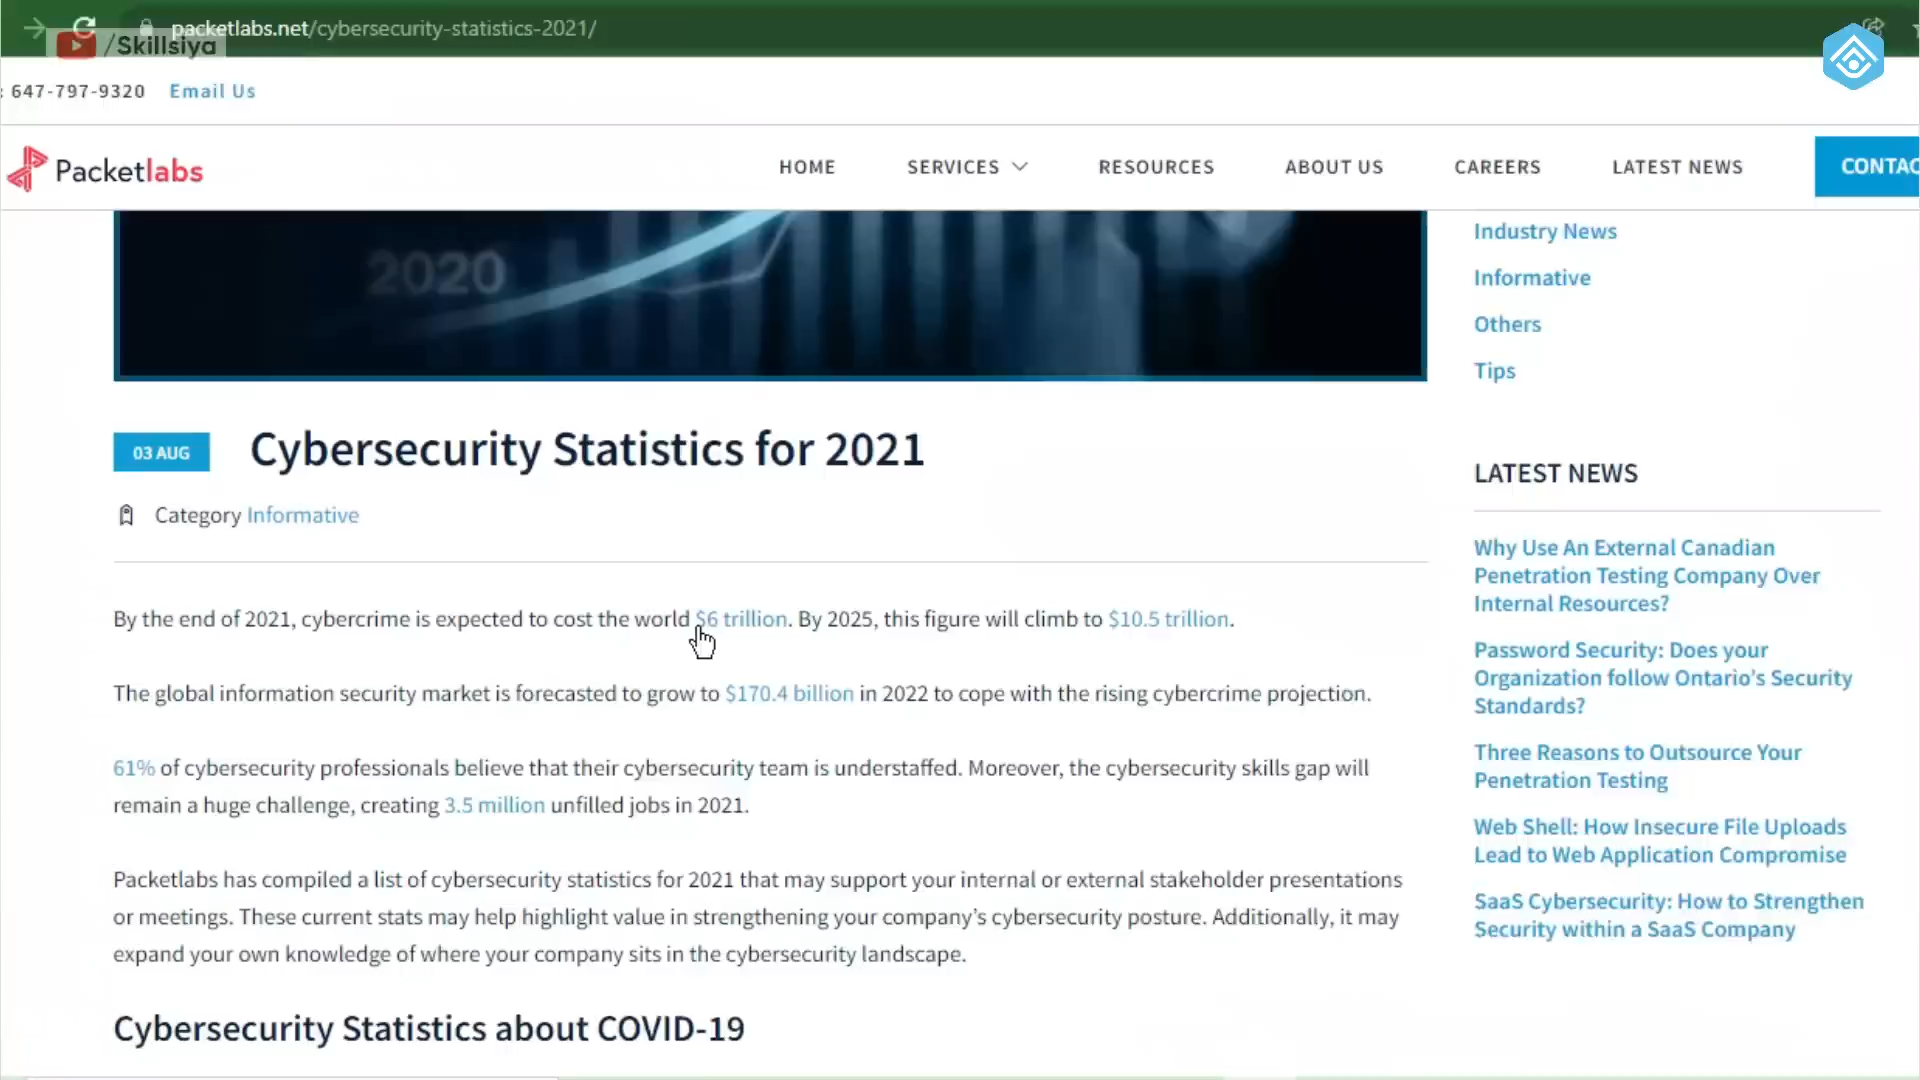 packetlabs.net/cybersecurity-statistics-2021/
/Skillsiya
: 647-797-9320 Email Us
Packetlabs
HOME SERVICES RESOURCES ABOUT US CAREERS LATEST NEWS CONTAC
2020
Industry News
Informative
Others
Tips
03 AUG Cybersecurity Statistics for 2021
Category Informative
By the end of 2021, cybercrime is expected to cost the world $6 trillion. By 2025, this figure will climb to $10.5 trillion.
The global information security market is forecasted to grow to $170.4 billion in 2022 to cope with the rising cybercrime projection.
61% of cybersecurity professionals believe that their cybersecurity team is understaffed. Moreover, the cybersecurity skills gap will
remain a huge challenge, creating 3.5 million unfilled jobs in 2021.
Packetlabs has compiled a list of cybersecurity statistics for 2021 that may support your internal or external stakeholder presentations
or meetings. These current stats may help highlight value in strengthening your company's cybersecurity posture. Additionally, it may
expand your own knowledge of where your company sits in the cybersecurity landscape.
Cybersecurity Statistics about COVID-19
LATEST NEWS
Why Use An External Canadian
Penetration Testing Company Over
Internal Resources?
Password Security: Does your
Organization follow Ontario's Security
Standards?
Three Reasons to Outsource Your
Penetration Testing
Web Shell: How Insecure File Uploads
Lead to Web Application Compromise
SaaS Cybersecurity: How to Strengthen
Security within a SaaS Company